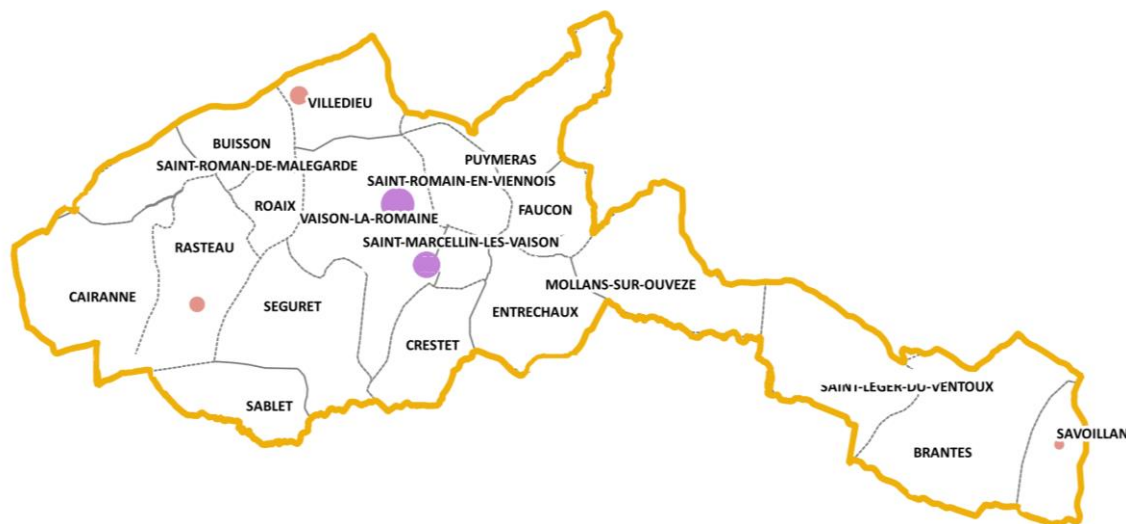 VILLEDIEU
BUISSON
SAINT-ROMAN-DE-MALEGARDE
PUYMERAS
SAINT-ROMAIN-EN-VIENNOIS
ROAIX
FAUCON
VAISON-LA-ROMAINE
RASTEAU
SAINT-MARCELLIN-LES-VAISON
MOLLANS-SUR-OUVEZE
CAIRANNE
SEGURET
ENTRECHAUX
CRESTET
SAINT-LEGER-DU-VENTOUX
SABLET
SAVOILLAN
BRANTES